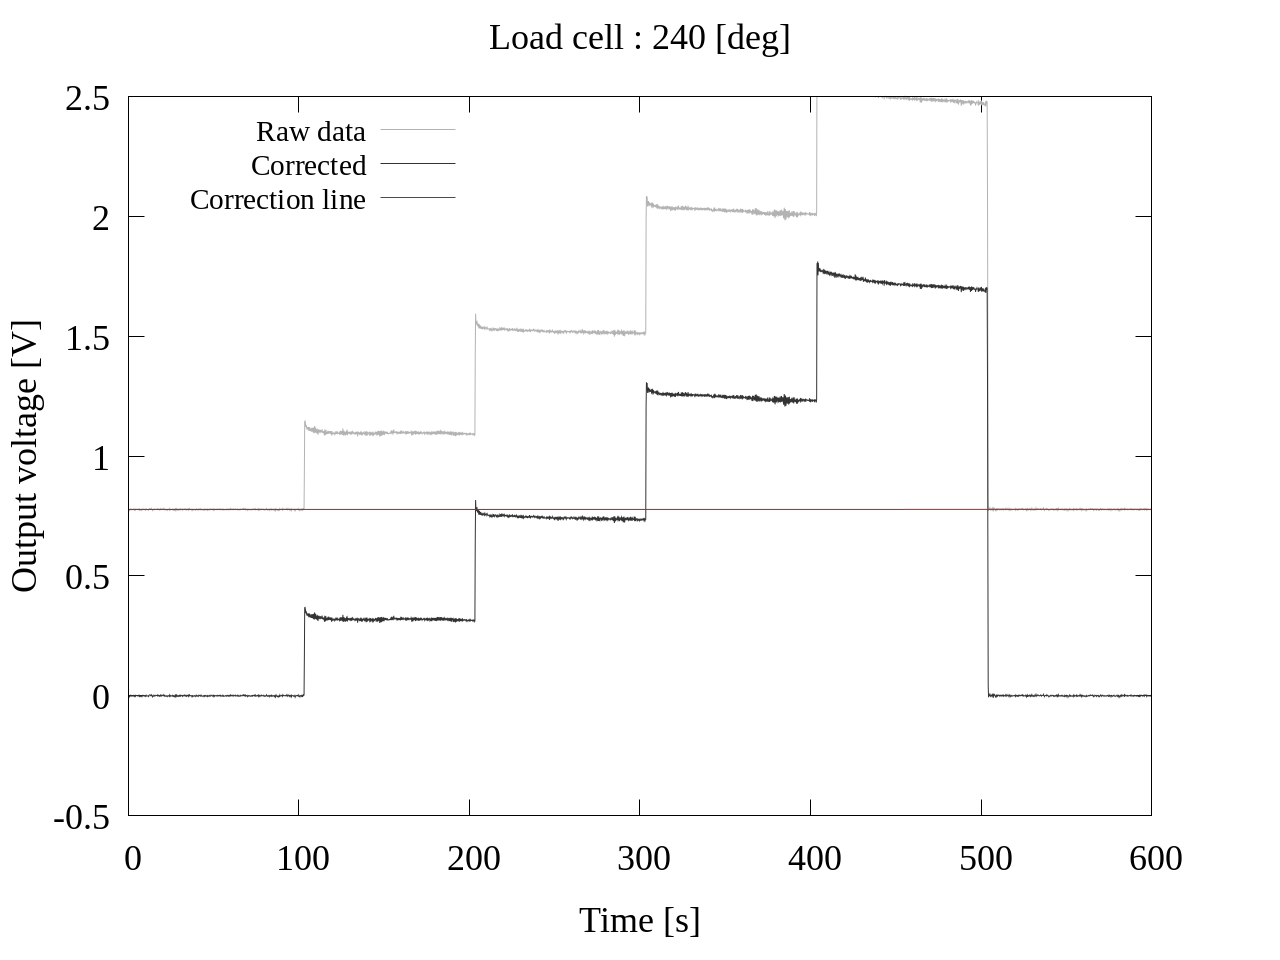 Load cell : 240 [deg]
Raw data
Corrected
Correction line
Output voltage [V]
2.5
2
1.5
1
0.5
0
-0.5
0 100 200 300 400 500 600
Time [s]